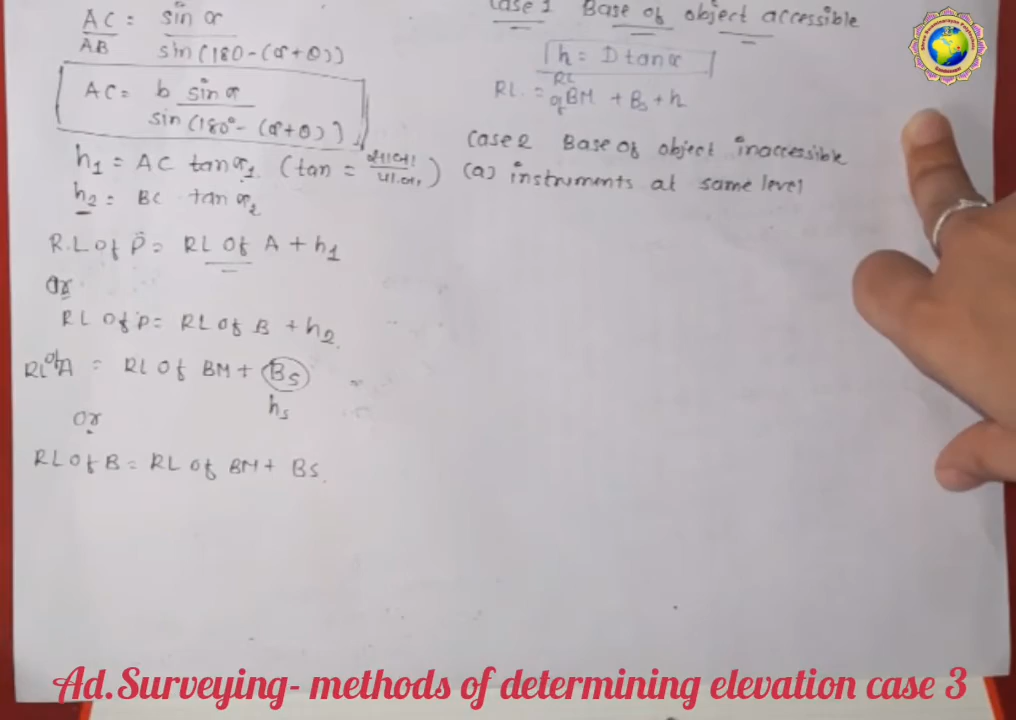 AC = sin α
AB sin(180-(α+θ))
AC = b sin α
sin(180°-(α+θ))
h₁ = AC tan α₁ (tan = સાબા/પા.બા.)
h₂ = BC tan α₂
R.L of P = RL of A + h₁
Or
RL of P = RL of B + h₂
RL of A = RL of BM + BS
hs
or
RL of B = RL of BM + BS.
Case 1 Base of object accessible
h = D tan α
RL. = RL of BM + BS + h
Case 2 Base of object inaccessible
(a) instruments at same level
Ad.Surveying- methods of determining elevation case 3